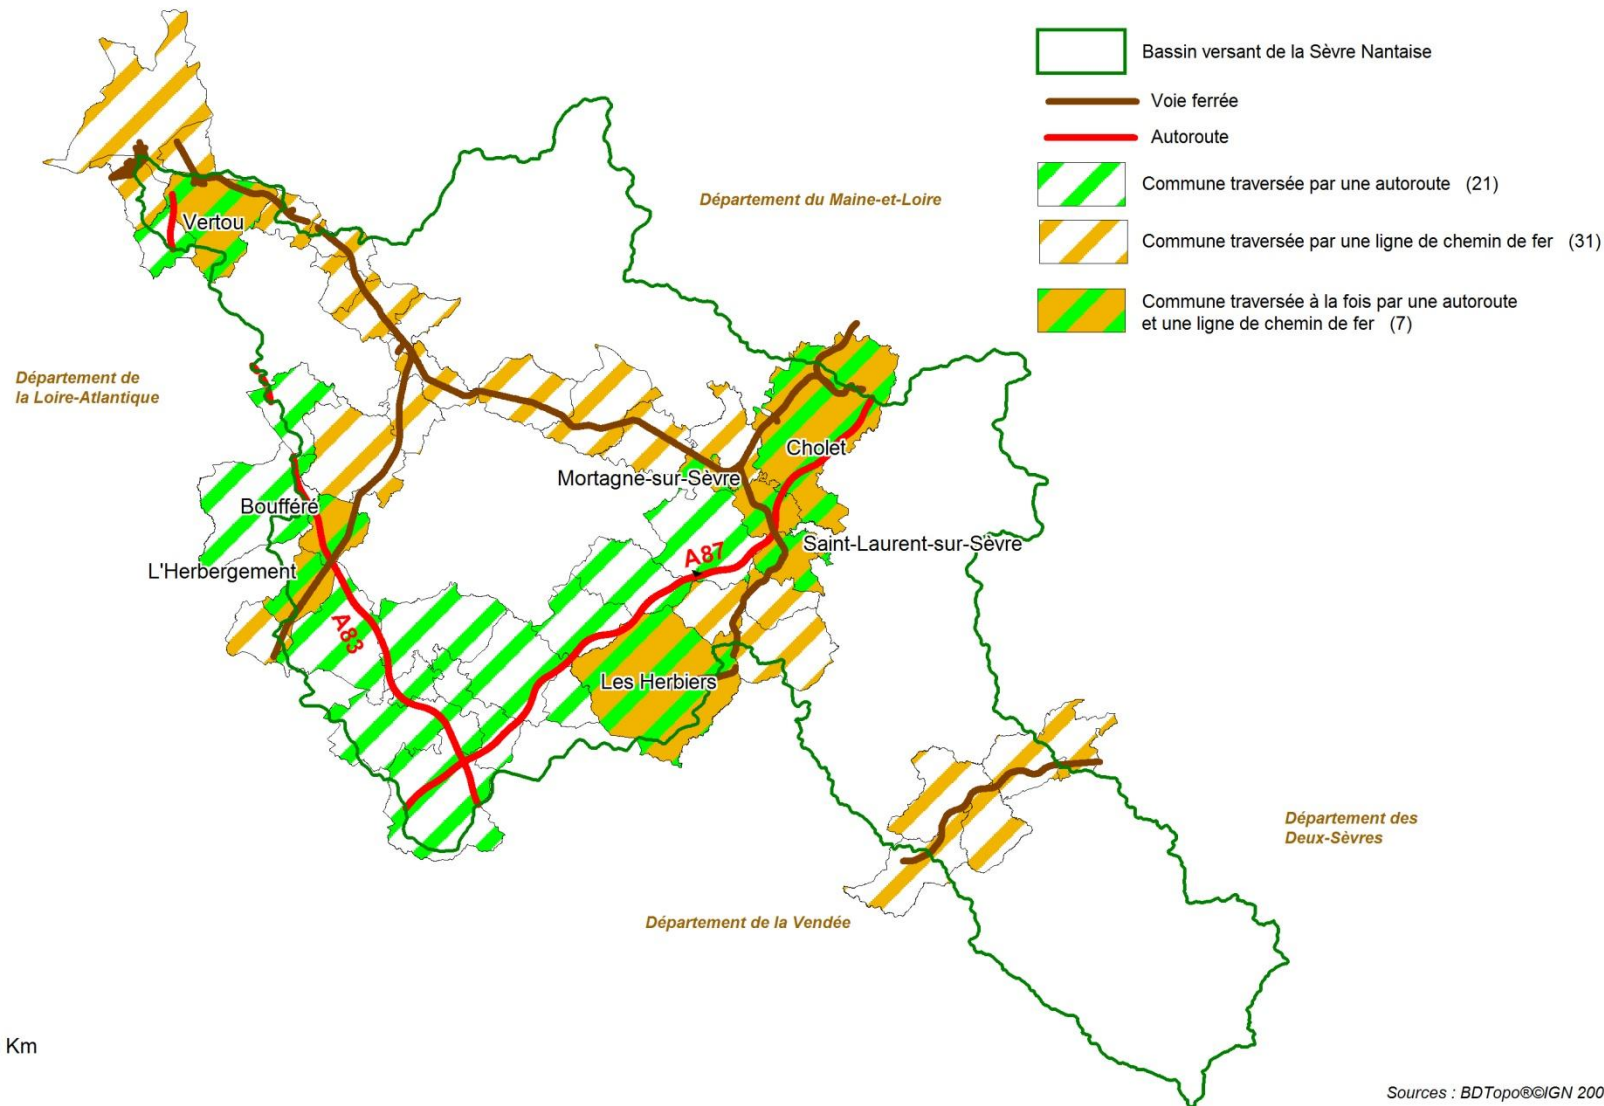 Bassin versant de la Sèvre Nantaise
Voie ferrée
Autoroute
Commune traversée par une autoroute (21)
Commune traversée par une ligne de chemin de fer (31)
Commune traversée à la fois par une autoroute
et une ligne de chemin de fer (7)
Département du Maine-et-Loire
Vertou
Département de
la Loire-Atlantique
Cholet
Mortagne-sur-Sèvre
Boufféré
Saint-Laurent-sur-Sèvre
A87
L'Herbergement
A83
Les Herbiers
Département des
Deux-Sèvres
Département de la Vendée
Km
Sources : BDTopo®©IGN 200